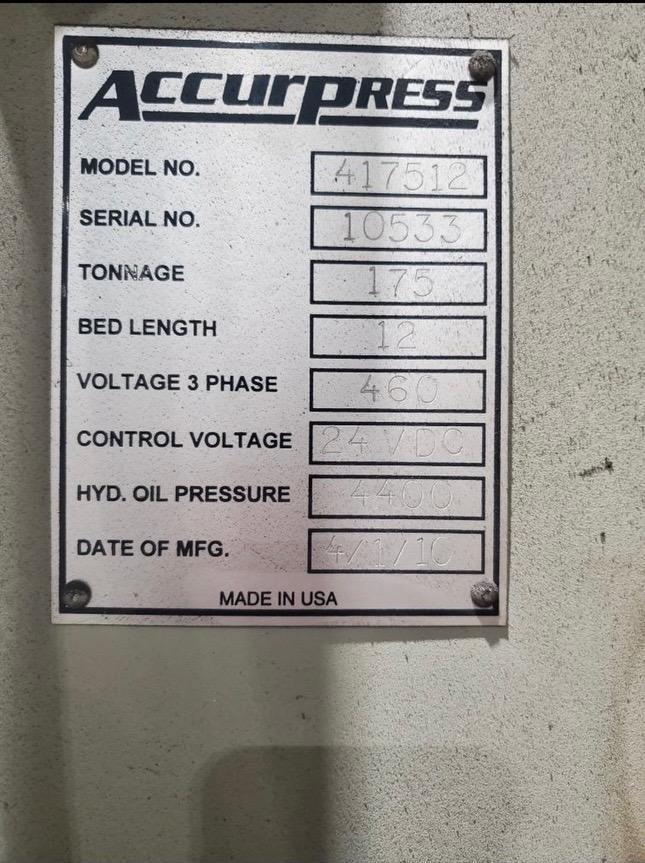 ACCURPRESS
MODEL NO. 417512
SERIAL NO. 10533
TONNAGE 175
BED LENGTH 12
VOLTAGE 3 PHASE 460
CONTROL VOLTAGE 24 VDC
HYD. OIL PRESSURE 4400
DATE OF MFG. 4/1/10
MADE IN USA